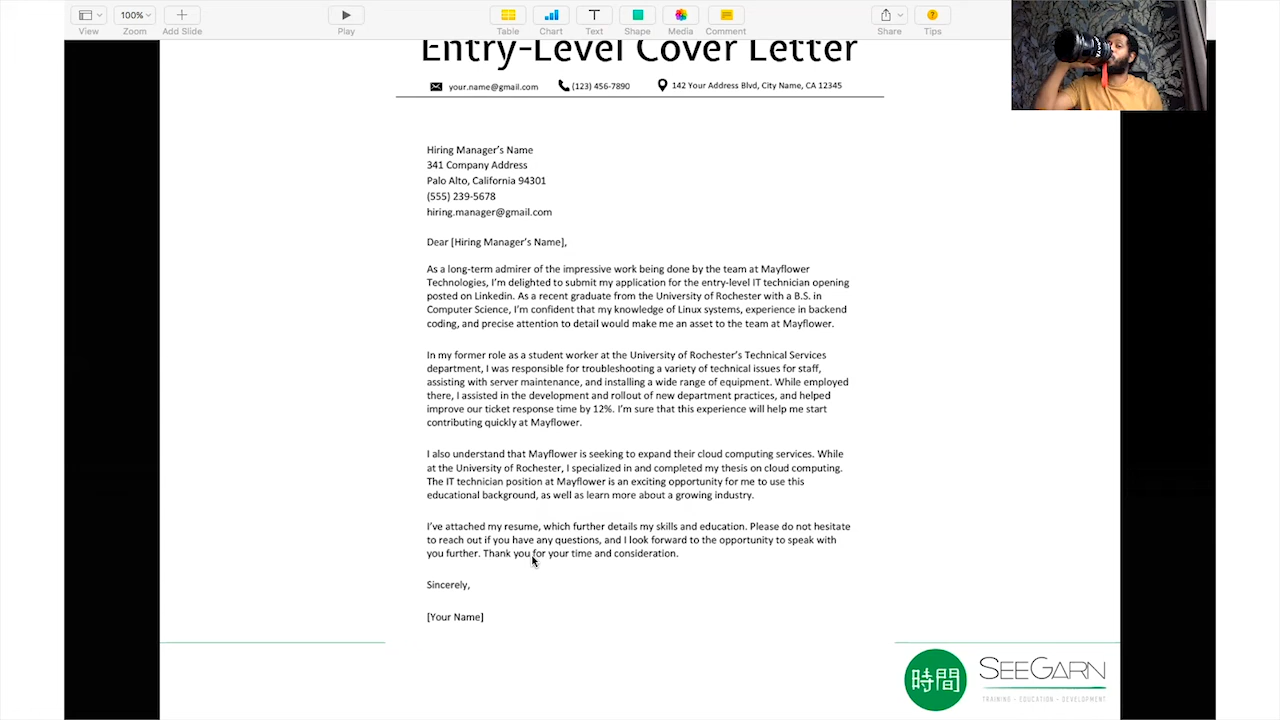 View
100%
Zoom
Add Slide
Play
Table
Chart
Text
Shape
Media
Comment
Share
Tips
Entry-Level Cover Letter
your.name@gmail.com (123) 456-7890 142 Your Address Blvd, City Name, CA 12345
Hiring Manager's Name
341 Company Address
Palo Alto, California 94301
(555) 239-5678
hiring.manager@gmail.com
Dear [Hiring Manager's Name],
As a long-term admirer of the impressive work being done by the team at Mayflower
Technologies, I'm delighted to submit my application for the entry-level IT technician opening
posted on Linkedin. As a recent graduate from the University of Rochester with a B.S. in
Computer Science, I'm confident that my knowledge of Linux systems, experience in backend
coding, and precise attention to detail would make me an asset to the team at Mayflower.
In my former role as a student worker at the University of Rochester's Technical Services
department, I was responsible for troubleshooting a variety of technical issues for staff,
assisting with server maintenance, and installing a wide range of equipment. While employed
there, I assisted in the development and rollout of new department practices, and helped
improve our ticket response time by 12%. I'm sure that this experience will help me start
contributing quickly at Mayflower.
I also understand that Mayflower is seeking to expand their cloud computing services. While
at the University of Rochester, I specialized in and completed my thesis on cloud computing.
The IT technician position at Mayflower is an exciting opportunity for me to use this
educational background, as well as learn more about a growing industry.
I've attached my resume, which further details my skills and education. Please do not hesitate
to reach out if you have any questions, and I look forward to the opportunity to speak with
you further. Thank you for your time and consideration.
Sincerely,
[Your Name]
時間
SEEGARN
TRAINING - EDUCATION - DEVELOPMENT